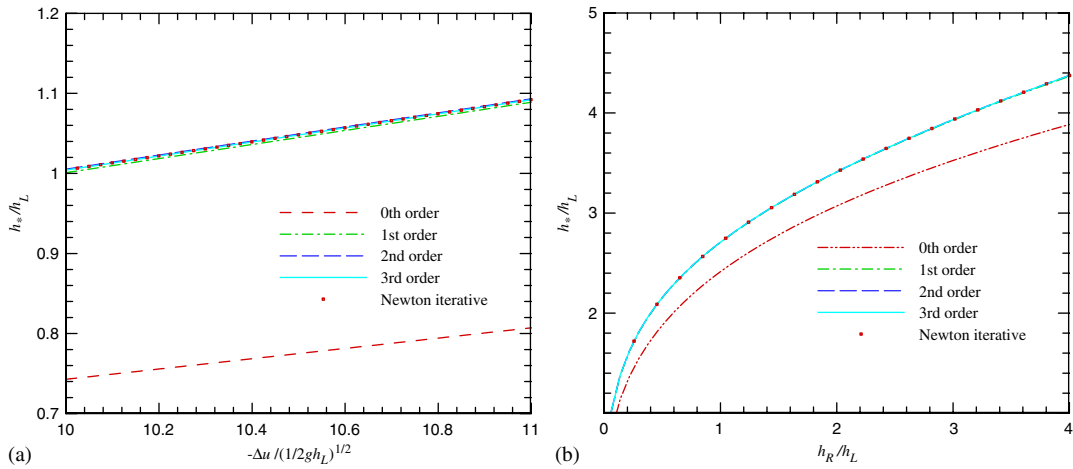 1.2
1.1
1
0.9
0.8
0.7
h*/hL
10
10.2
10.4
10.6
10.8
11
-Δu /(1/2ghL)1/2
0th order
1st order
2nd order
3rd order
Newton iterative
(a)
5
4
3
2
h*/hL
0
1
2
3
4
hR/hL
0th order
1st order
2nd order
3rd order
Newton iterative
(b)